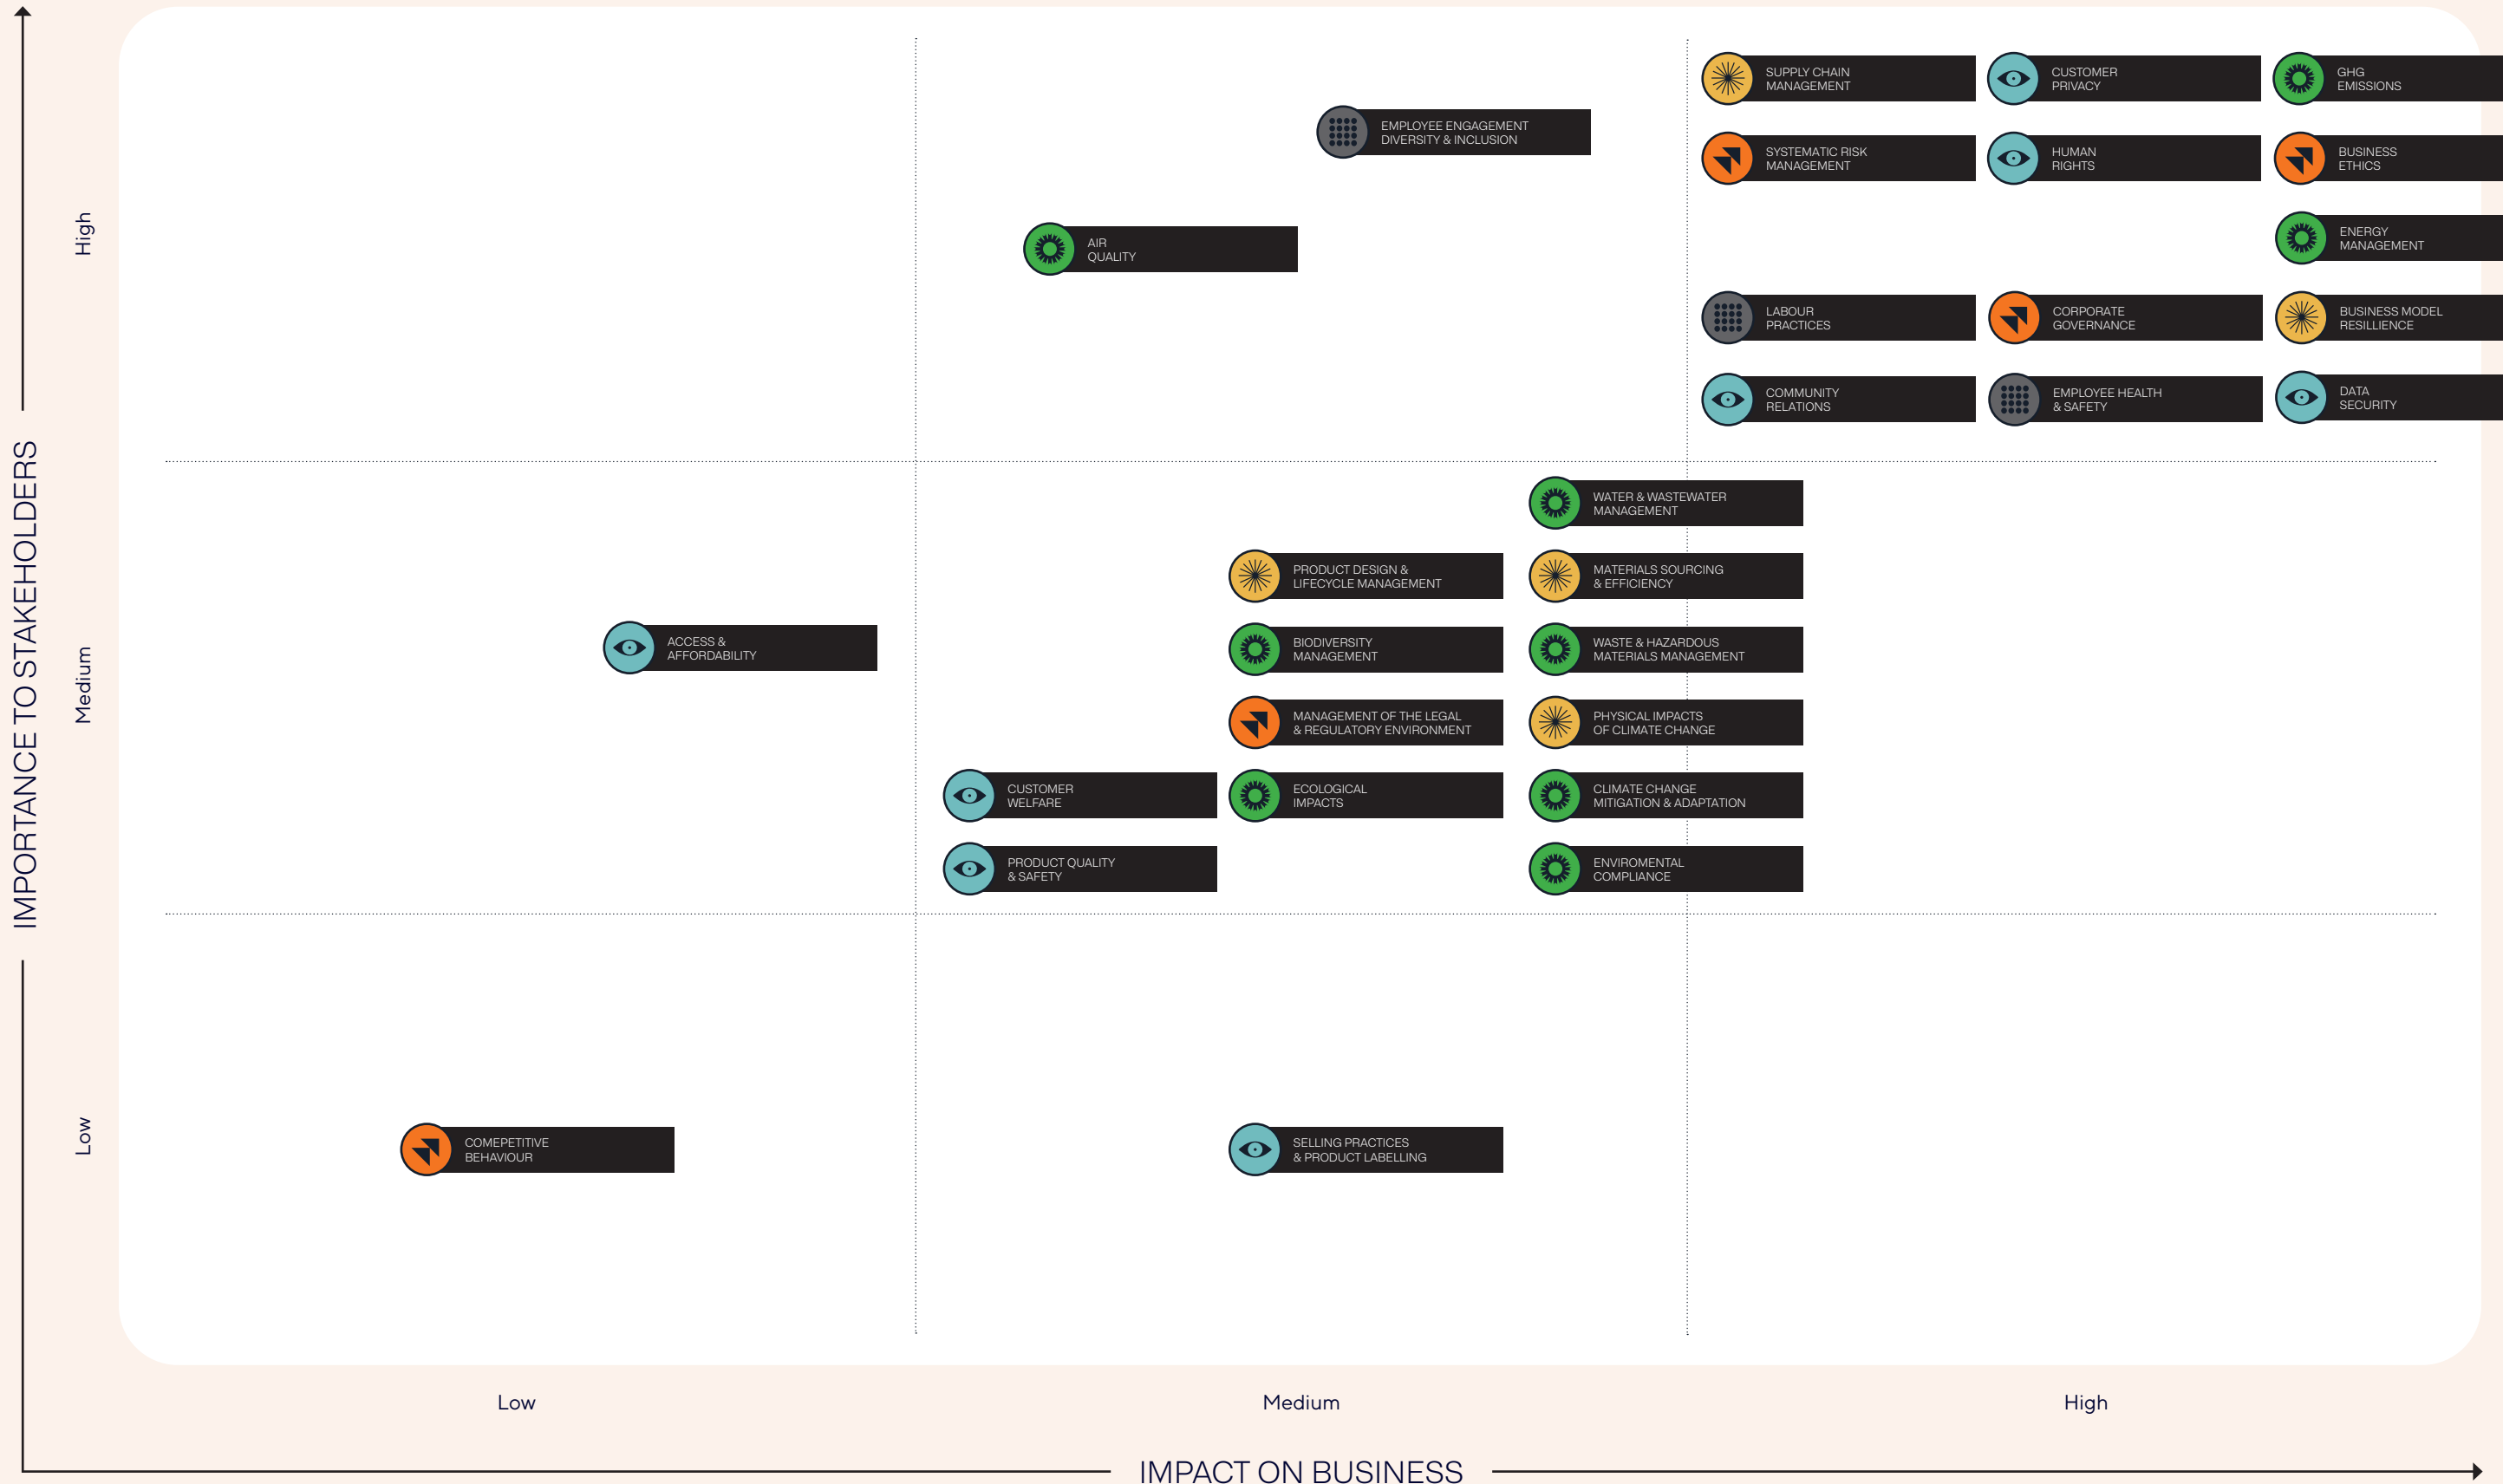 IMPORTANCE TO STAKEHOLDERS
High
Medium
Low
SUPPLY CHAIN
MANAGEMENT
CUSTOMER
PRIVACY
GHG
EMISSIONS
EMPLOYEE ENGAGEMENT
DIVERSITY & INCLUSION
SYSTEMATIC RISK
MANAGEMENT
HUMAN
RIGHTS
BUSINESS
ETHICS
AIR
QUALITY
ENERGY
MANAGEMENT
LABOUR
PRACTICES
CORPORATE
GOVERNANCE
BUSINESS MODEL
RESILLIENCE
COMMUNITY
RELATIONS
EMPLOYEE HEALTH
& SAFETY
DATA
SECURITY
WATER & WASTEWATER
MANAGEMENT
PRODUCT DESIGN &
LIFECYCLE MANAGEMENT
MATERIALS SOURCING
& EFFICIENCY
ACCESS &
AFFORDABILITY
BIODIVERSITY
MANAGEMENT
WASTE & HAZARDOUS
MATERIALS MANAGEMENT
MANAGEMENT OF THE LEGAL
& REGULATORY ENVIRONMENT
PHYSICAL IMPACTS
OF CLIMATE CHANGE
CUSTOMER
WELFARE
ECOLOGICAL
IMPACTS
CLIMATE CHANGE
MITIGATION & ADAPTATION
PRODUCT QUALITY
& SAFETY
ENVIROMENTAL
COMPLIANCE
COMEPETITIVE
BEHAVIOUR
SELLING PRACTICES
& PRODUCT LABELLING
Low
Medium
High
IMPACT ON BUSINESS